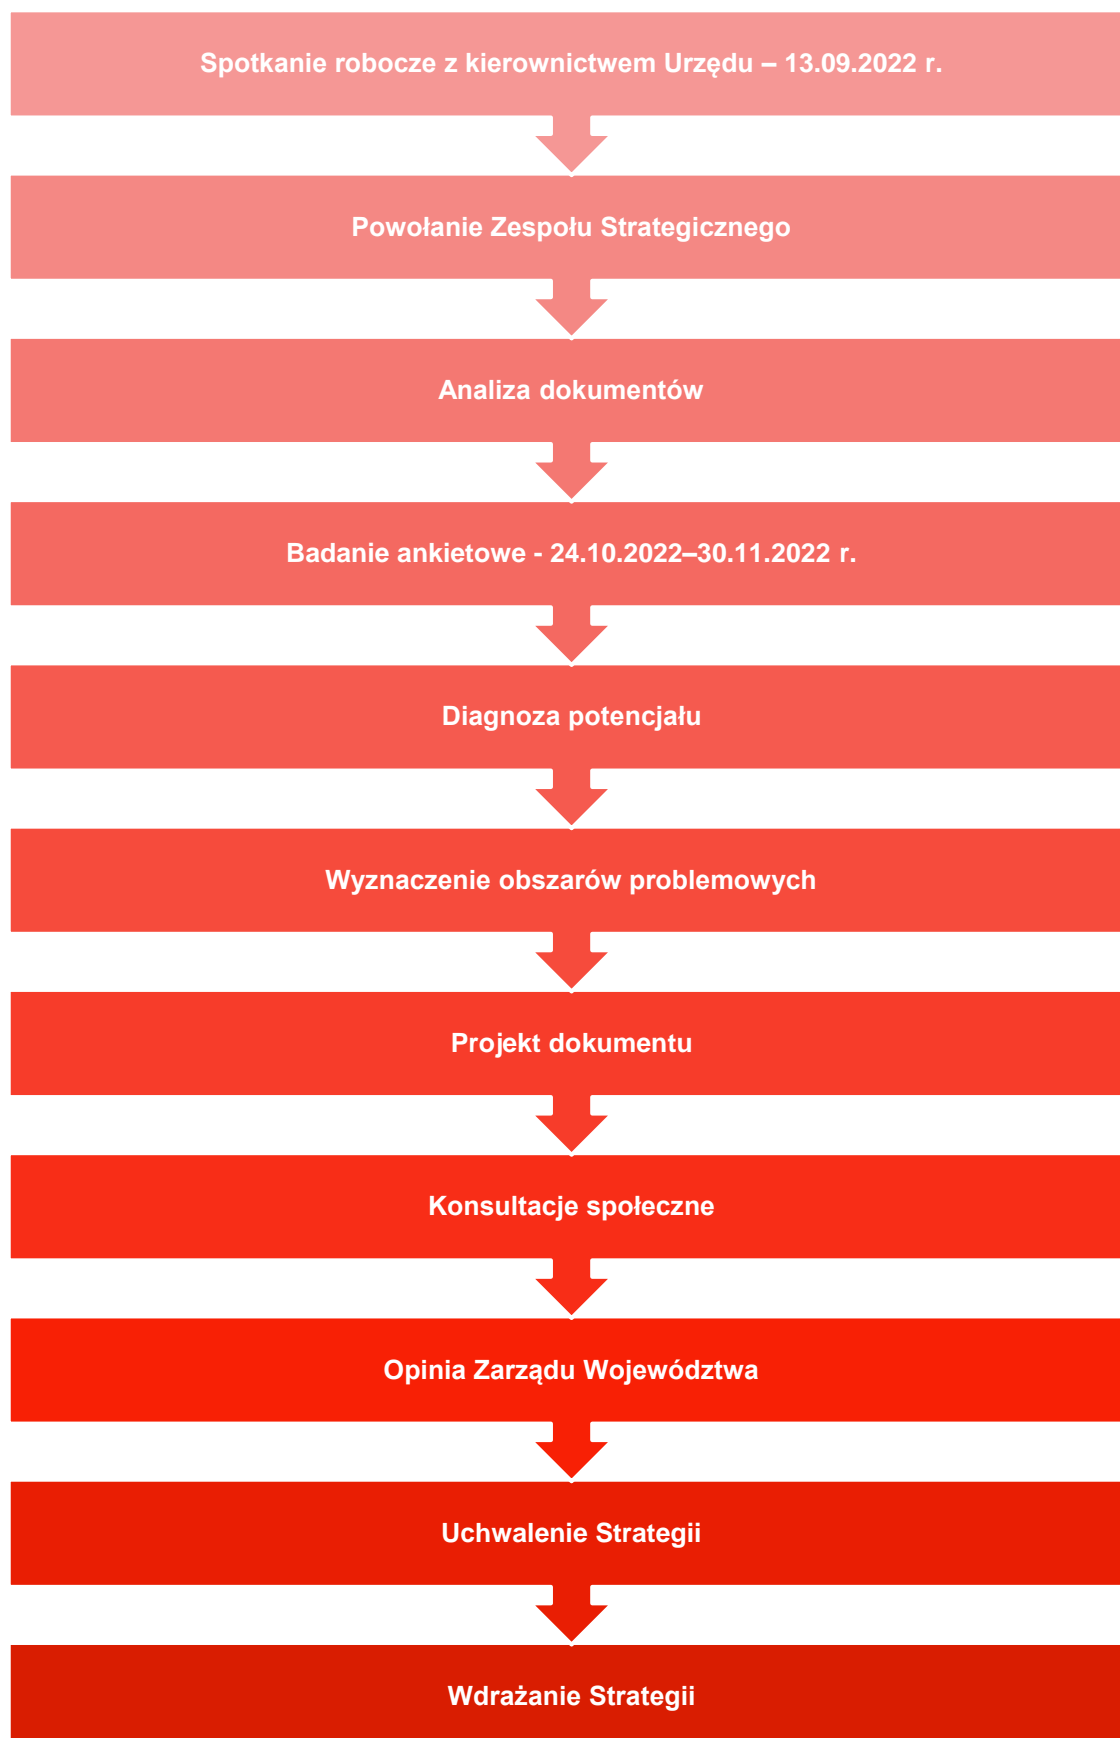 Spotkanie robocze z kierownictwem Urzędu – 13.09.2022 r.
Powołanie Zespołu Strategicznego
Analiza dokumentów
Badanie ankietowe - 24.10.2022–30.11.2022 r.
Diagnoza potencjału
Wyznaczenie obszarów problemowych
Projekt dokumentu
Konsultacje społeczne
Opinia Zarządu Województwa
Uchwalenie Strategii
Wdrażanie Strategii